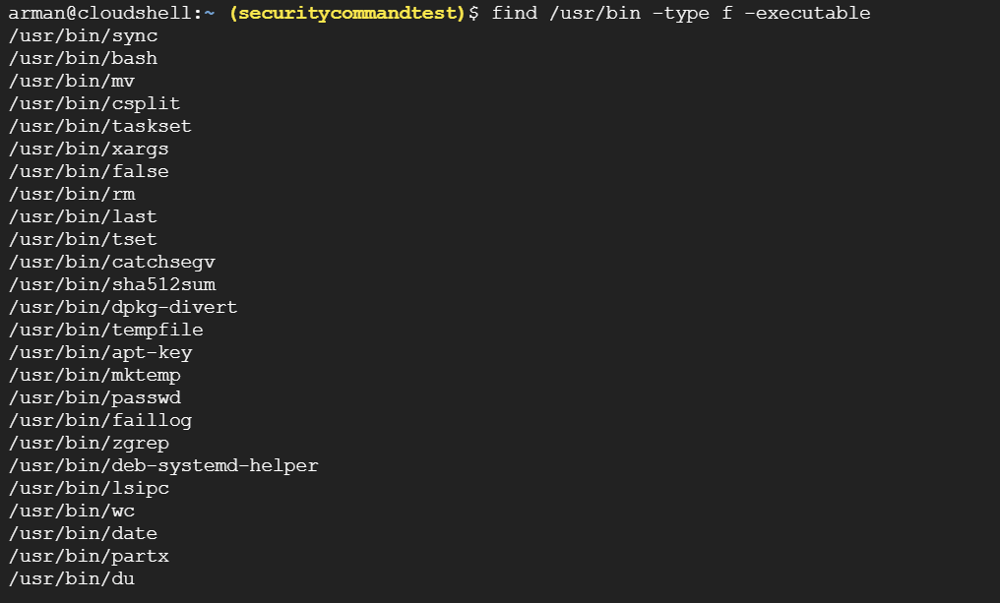 arman@cloudshell:~ (securitycommandtest)$ find /usr/bin -type f -executable
/usr/bin/sync
/usr/bin/bash
/usr/bin/mv
/usr/bin/csplit
/usr/bin/taskset
/usr/bin/xargs
/usr/bin/false
/usr/bin/rm
/usr/bin/last
/usr/bin/tset
/usr/bin/catchsegv
/usr/bin/sha512sum
/usr/bin/dpkg-divert
/usr/bin/tempfile
/usr/bin/apt-key
/usr/bin/mktemp
/usr/bin/passwd
/usr/bin/faillog
/usr/bin/zgrep
/usr/bin/deb-systemd-helper
/usr/bin/lsipc
/usr/bin/wc
/usr/bin/date
/usr/bin/partx
/usr/bin/du